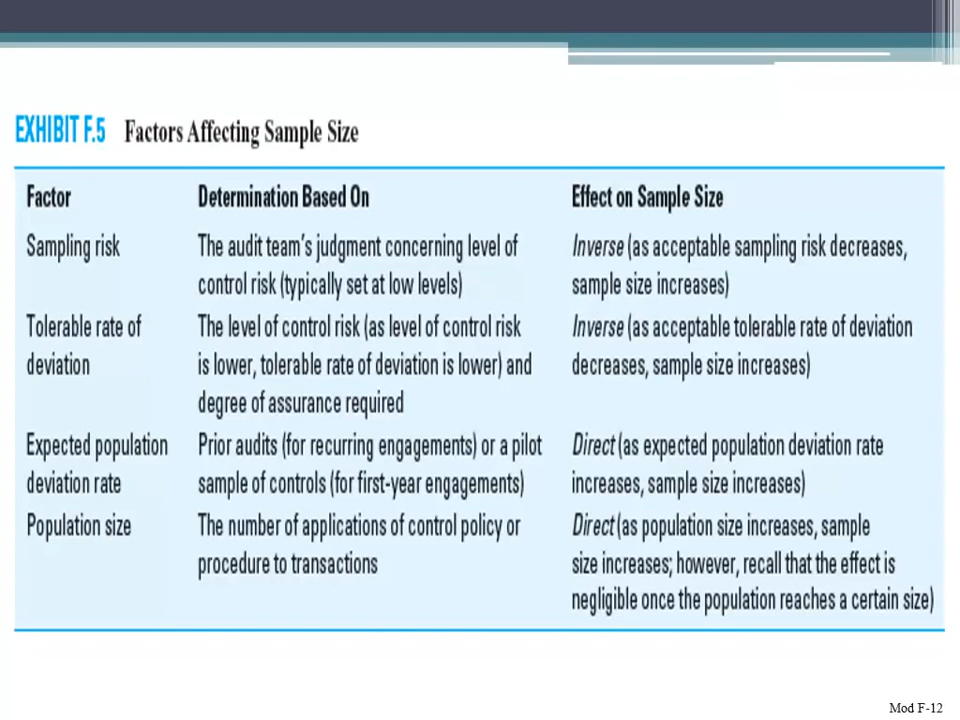 EXHIBIT F.5 Factors Affecting Sample Size
Factor Determination Based On Effect on Sample Size
Sampling risk The audit team's judgment concerning level of Inverse (as acceptable sampling risk decreases,
control risk (typically set at low levels) sample size increases)
Tolerable rate of The level of control risk (as level of control risk Inverse (as acceptable tolerable rate of deviation
deviation is lower, tolerable rate of deviation is lower) and decreases, sample size increases)
degree of assurance required
Expected population Prior audits (for recurring engagements) or a pilot Direct (as expected population deviation rate
deviation rate sample of controls (for first-year engagements) increases, sample size increases)
Population size The number of applications of control policy or Direct (as population size increases, sample
procedure to transactions size increases; however, recall that the effect is
negligible once the population reaches a certain size)
Mod F-12